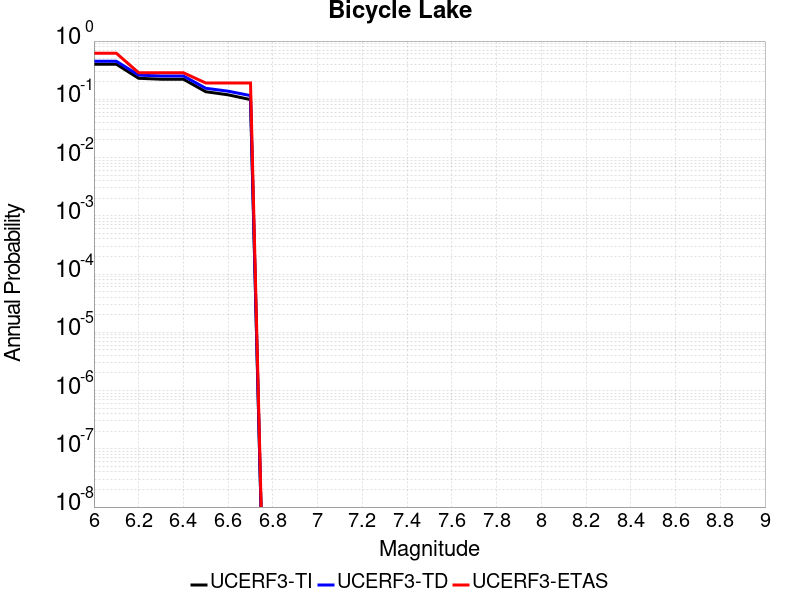 Bicycle Lake
Annual Probability
10^0
10^-1
10^-2
10^-3
10^-4
10^-5
10^-6
10^-7
10^-8
6 6.2 6.4 6.6 6.8 7 7.2 7.4 7.6 7.8 8 8.2 8.4 8.6 8.8 9
Magnitude
UCERF3-TI UCERF3-TD UCERF3-ETAS